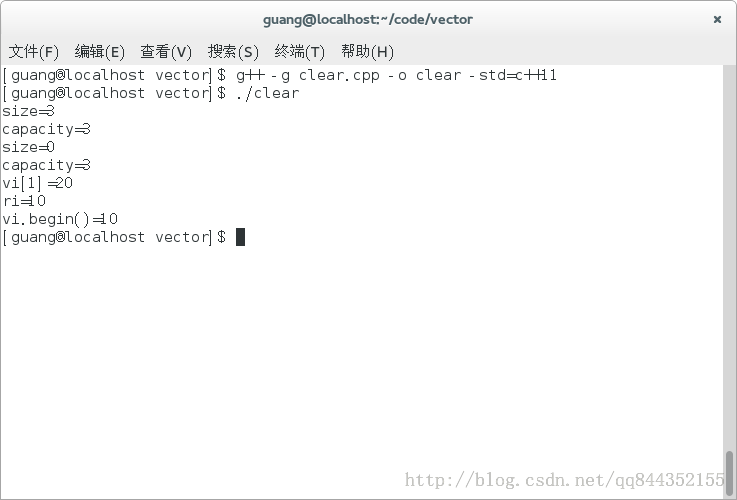 guang@localhost:~/code/vector ×
文件(F) 编辑(E) 查看(V) 搜索(S) 终端(T) 帮助(H)
[guang@localhost vector]$ g++ -g clear.cpp -o clear -std=c++11
[guang@localhost vector]$ ./clear
size=3
capacity=3
size=0
capacity=3
vi[1]=20
ri=10
vi.begin()=10
[guang@localhost vector]$
http://blog.csdn.net/qq844352155